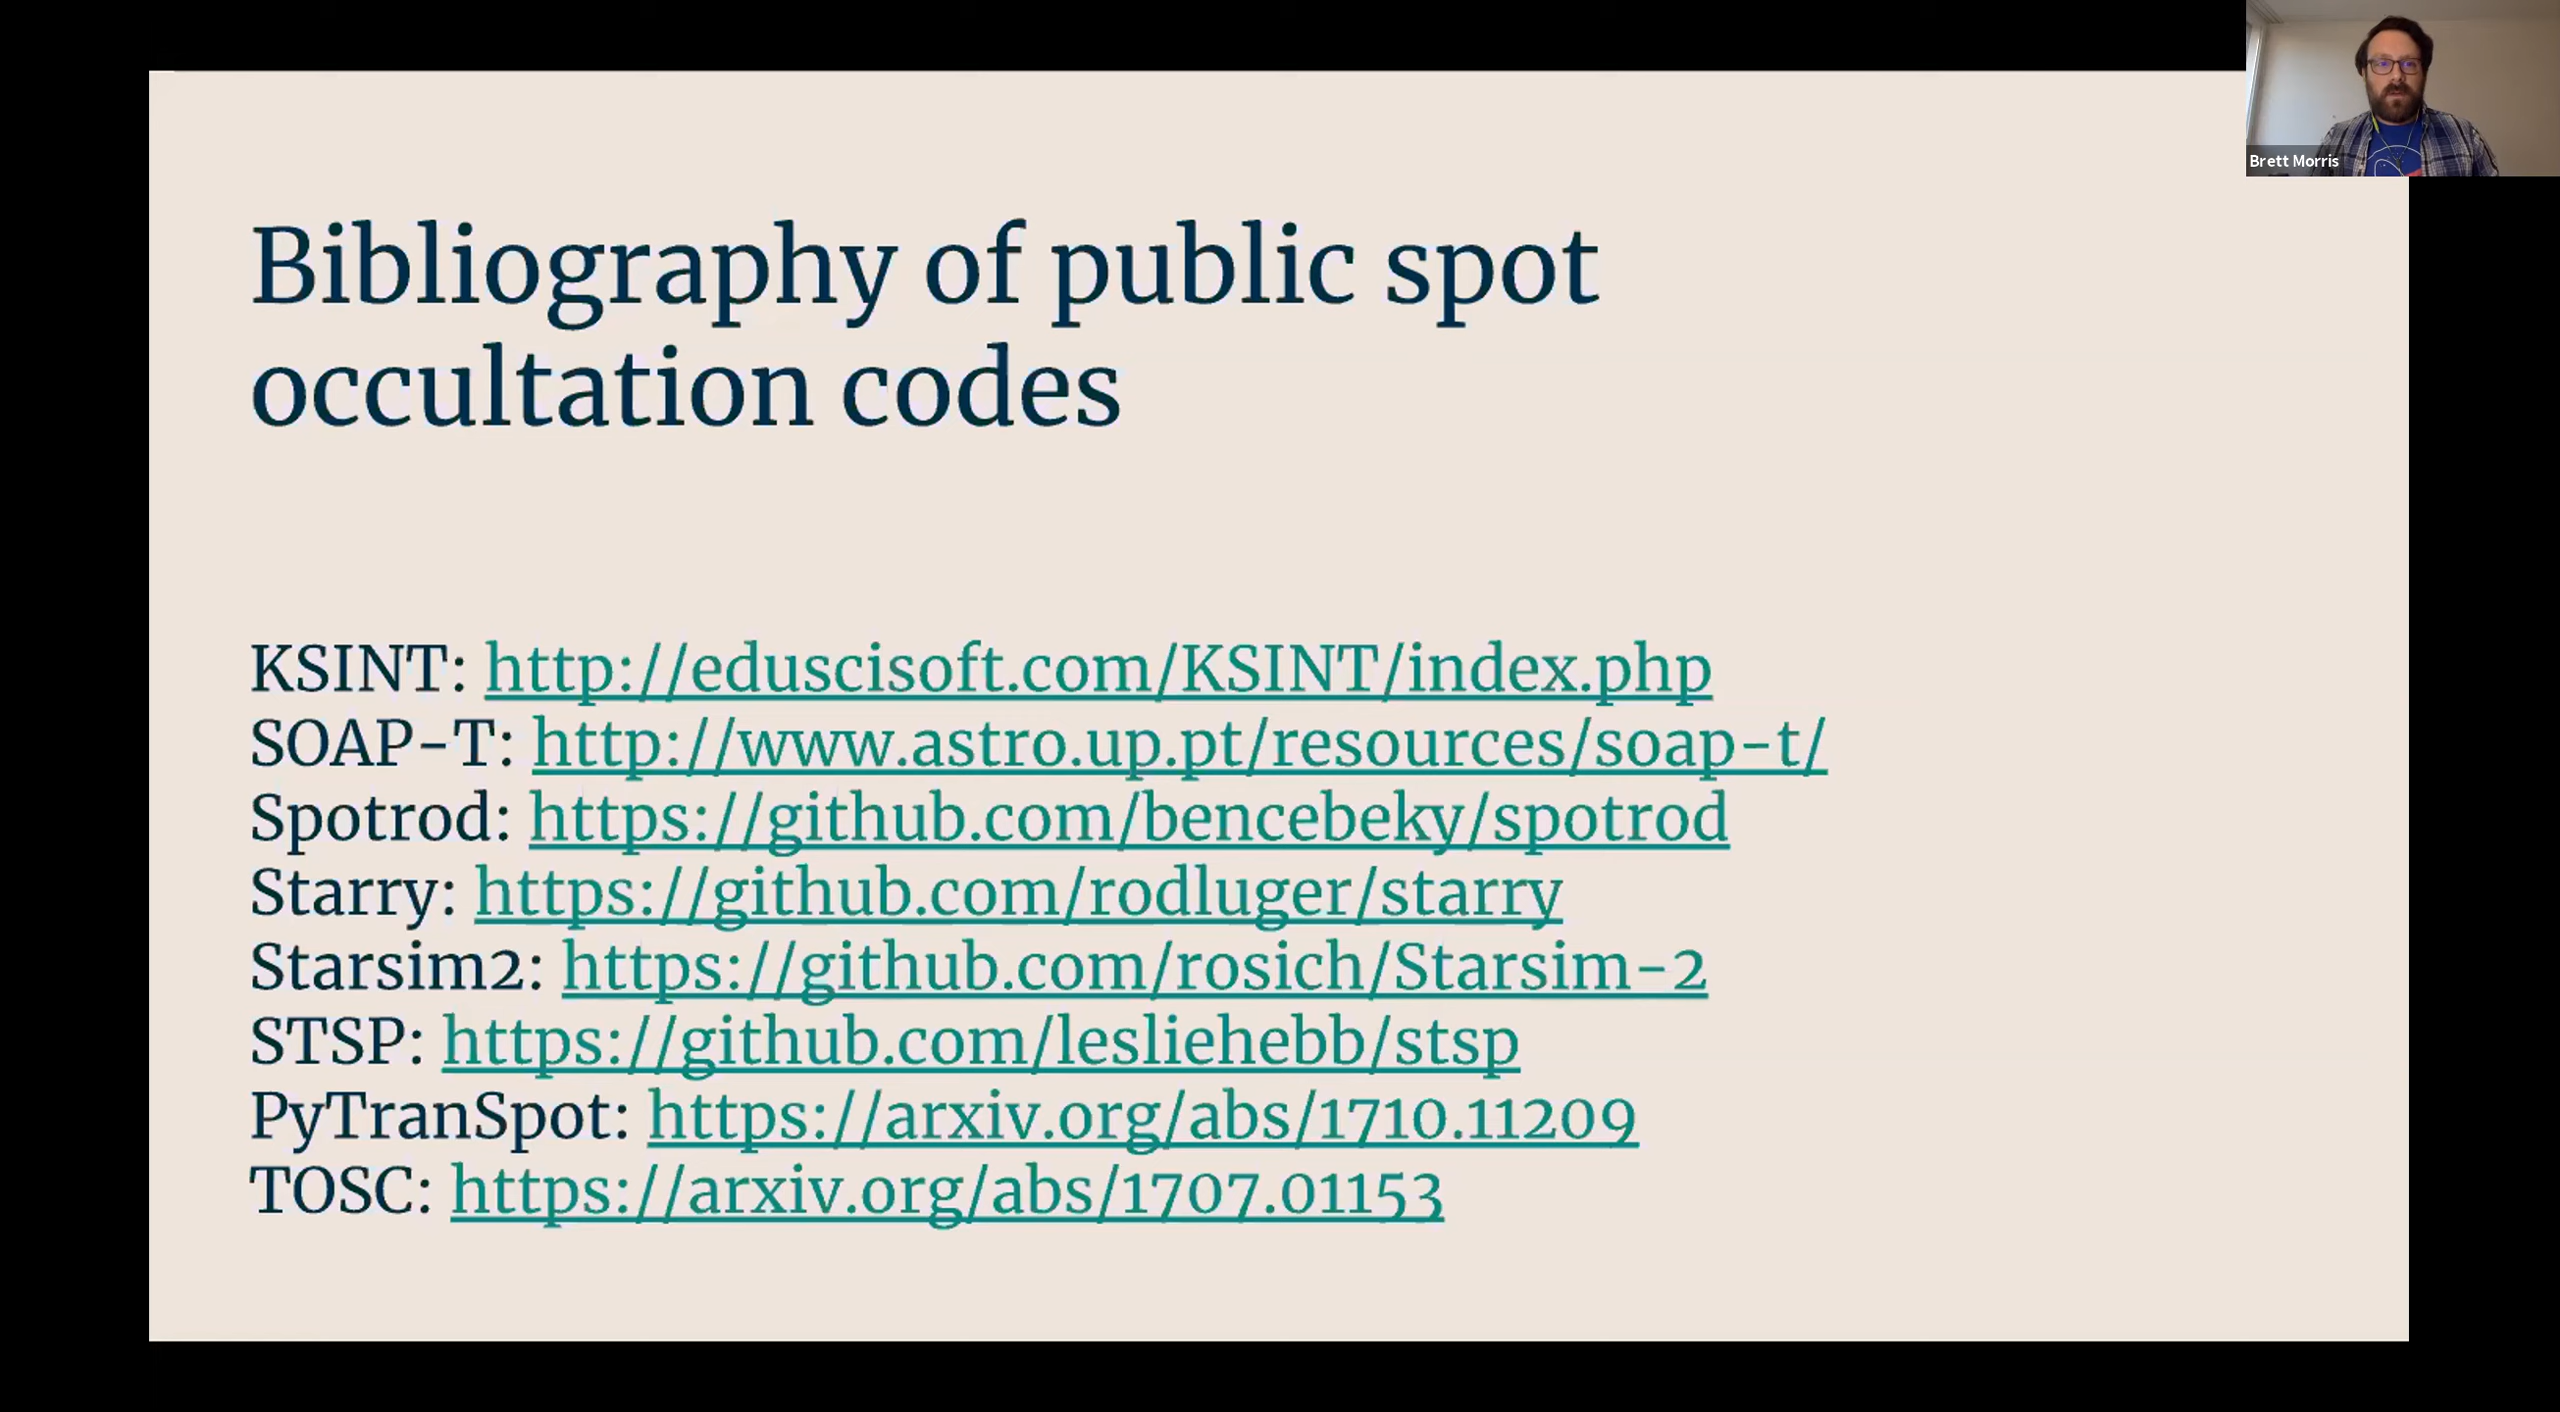 Bibliography of public spot
occultation codes
KSINT: http://eduscisoft.com/KSINT/index.php
SOAP-T: http://www.astro.up.pt/resources/soap-t/
Spotrod: https://github.com/bencebeky/spotrod
Starry: https://github.com/rodluger/starry
Starsim2: https://github.com/rosich/Starsim-2
STSP: https://github.com/lesliehebb/stsp
PyTranSpot: https://arxiv.org/abs/1710.11209
TOSC: https://arxiv.org/abs/1707.01153
Brett Morris